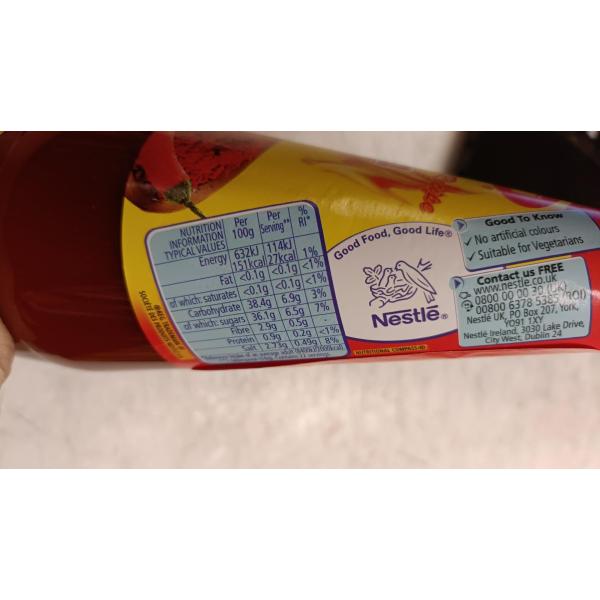 NUTRITION INFORMATION TYPICAL VALUES Per 100g Per Serving** % RI*
Energy 632kJ 114kJ
151kcal 27kcal 1%
Fat <0.1g <0.1g <1%
of which: saturates <0.1g <0.1g <1%
Carbohydrate 38.4g 6.9g 3%
of which: sugars 36.1g 6.5g 7%
Fibre 2.9g 0.5g
Protein 0.9g 0.2g <1%
Salt 2.73g 0.49g 8%
Good Food, Good Life®
Nestlé
NUTRITIONAL COMPASS®
Good To Know
✓ No artificial colours
✓ Suitable for Vegetarians
Contact us FREE
www.nestle.co.uk
0800 00 00 30 (UK)
00800 6378 5385 (ROI)
Nestlé UK, PO Box 207, York,
YO91 1XY
Nestlé Ireland, 3030 Lake Drive,
City West, Dublin 24